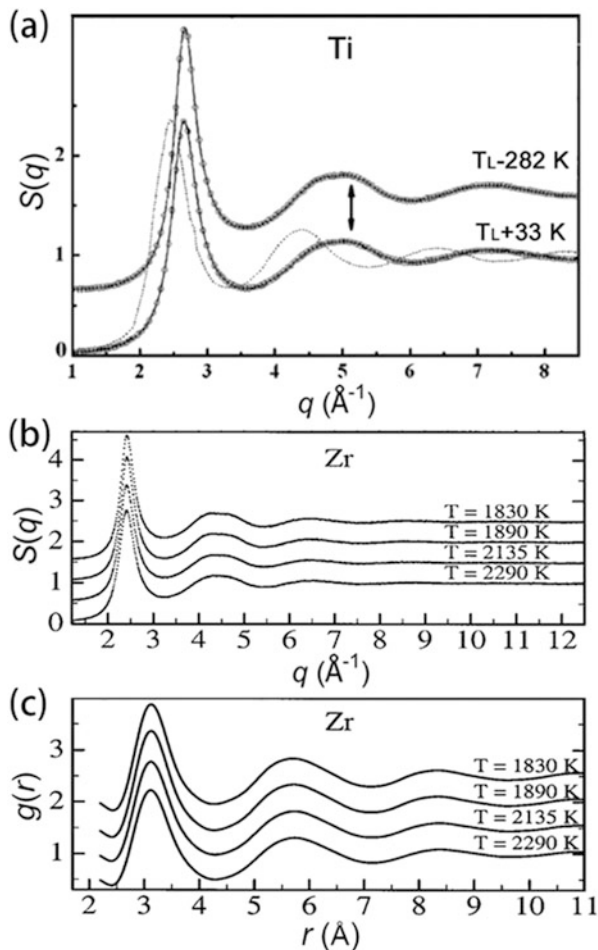 (a)
Ti
S(q)
2
1
0
TL-282 K
TL+33 K
1 2 3 4 5 6 7 8
q (Å-1)
(b)
Zr
S(q)
4
3
2
1
0
T = 1830 K
T = 1890 K
T = 2135 K
T = 2290 K
2 3 4 5 6 7 8 9 10 11 12
q (Å-1)
(c)
Zr
g(r)
3
2
1
T = 1830 K
T = 1890 K
T = 2135 K
T = 2290 K
2 3 4 5 6 7 8 9 10 11
r (Å)